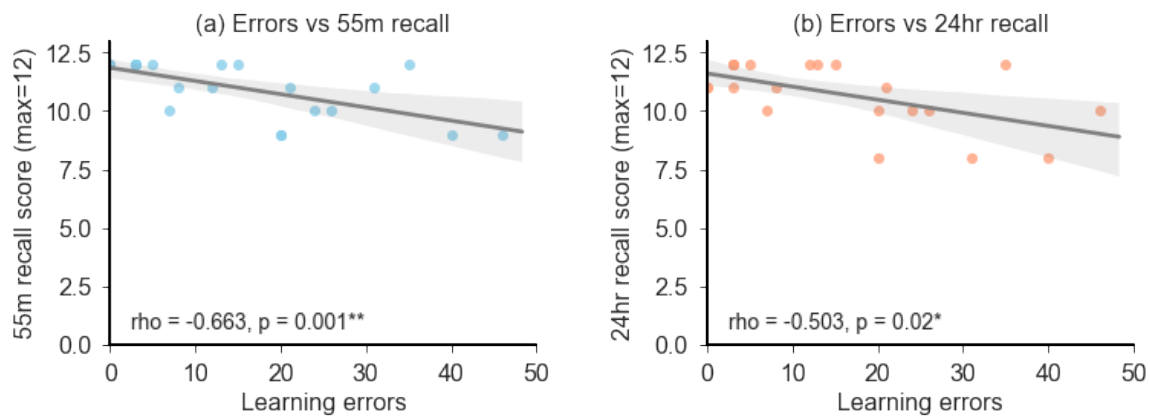 (a) Errors vs 55m recall
55m recall score (max=12)
12.5
10.0
7.5
5.0
2.5
0.0
rho = -0.663, p = 0.001**
0 10 20 30 40 50
Learning errors
(b) Errors vs 24hr recall
24hr recall score (max=12)
12.5
10.0
7.5
5.0
2.5
0.0
rho = -0.503, p = 0.02*
0 10 20 30 40 50
Learning errors